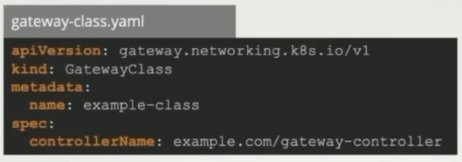 gateway-class.yaml
apiVersion: gateway.networking.k8s.io/v1
kind: GatewayClass
metadata:
  name: example-class
spec:
  controllerName: example.com/gateway-controller